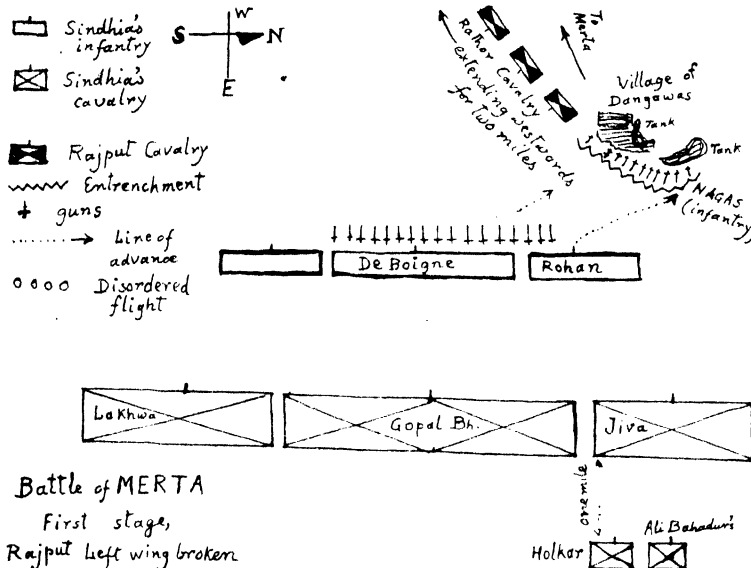 Sindhia's
infantry
Sindhia's
cavalry
Rajput Cavalry
Entrenchment
guns
Line of
advance
Disordered
flight
W
S
N
E
Rathor Cavalry
extending westwards
for two miles
To
Merta
Village of
Dangawas
Tank
Tank
NAGAS
(infantry)
De Boigne
Rohan
Lakhwa
Gopal Bh.
Jiva
one mile
Holkar
Ali Bahadur's
Battle of MERTA
First stage,
Rajput Left wing broken